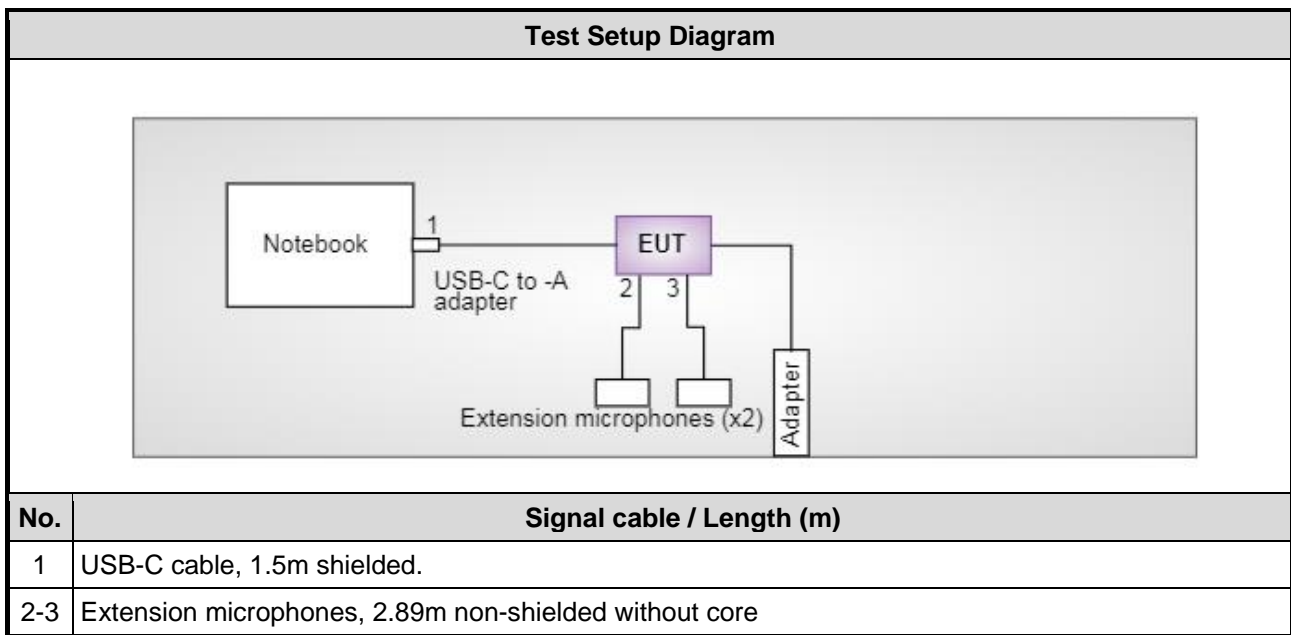 Test Setup Diagram
Notebook
1
USB-C to -A
adapter
EUT
2
3
Extension microphones (x2)
Adapter
No. Signal cable / Length (m)
1 USB-C cable, 1.5m shielded.
2-3 Extension microphones, 2.89m non-shielded without core